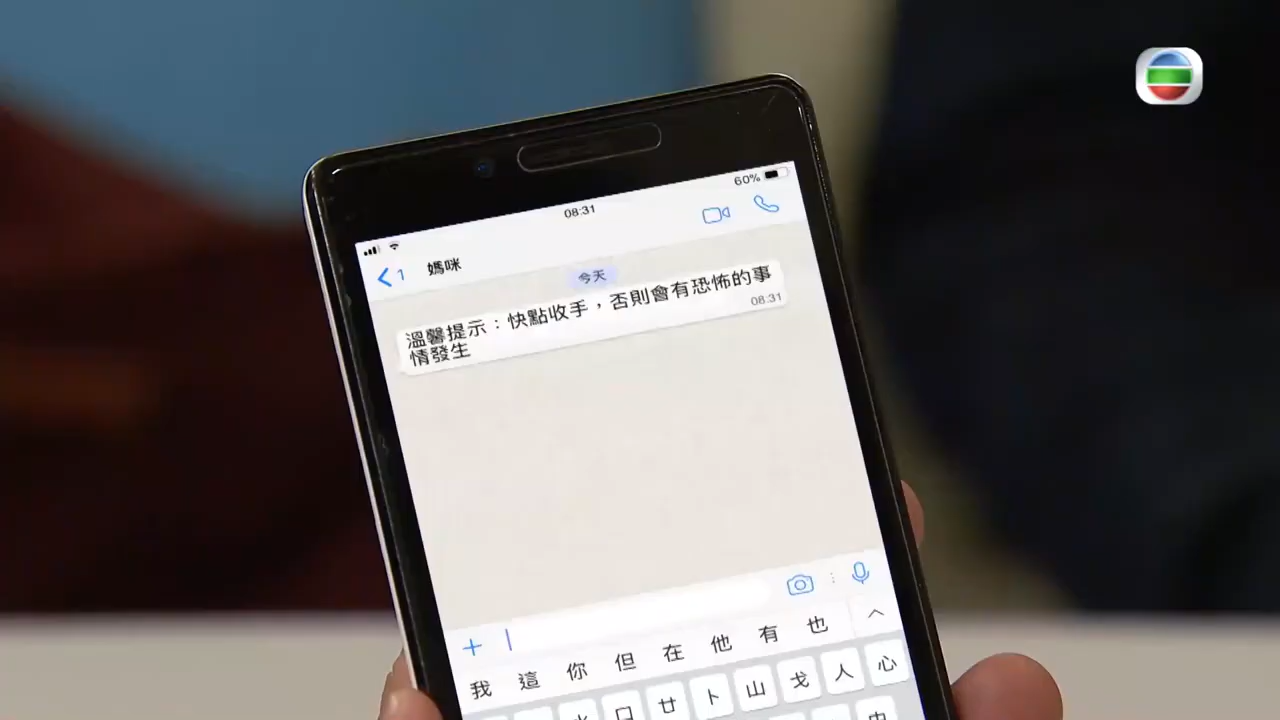 60%
08:31
1 媽咪
今天
溫馨提示：快點收手，否則會有恐怖的事
情發生
08:31
我 這 你 但 在 他 有 也
水 口 廿 卜 山 戈 人 心
中